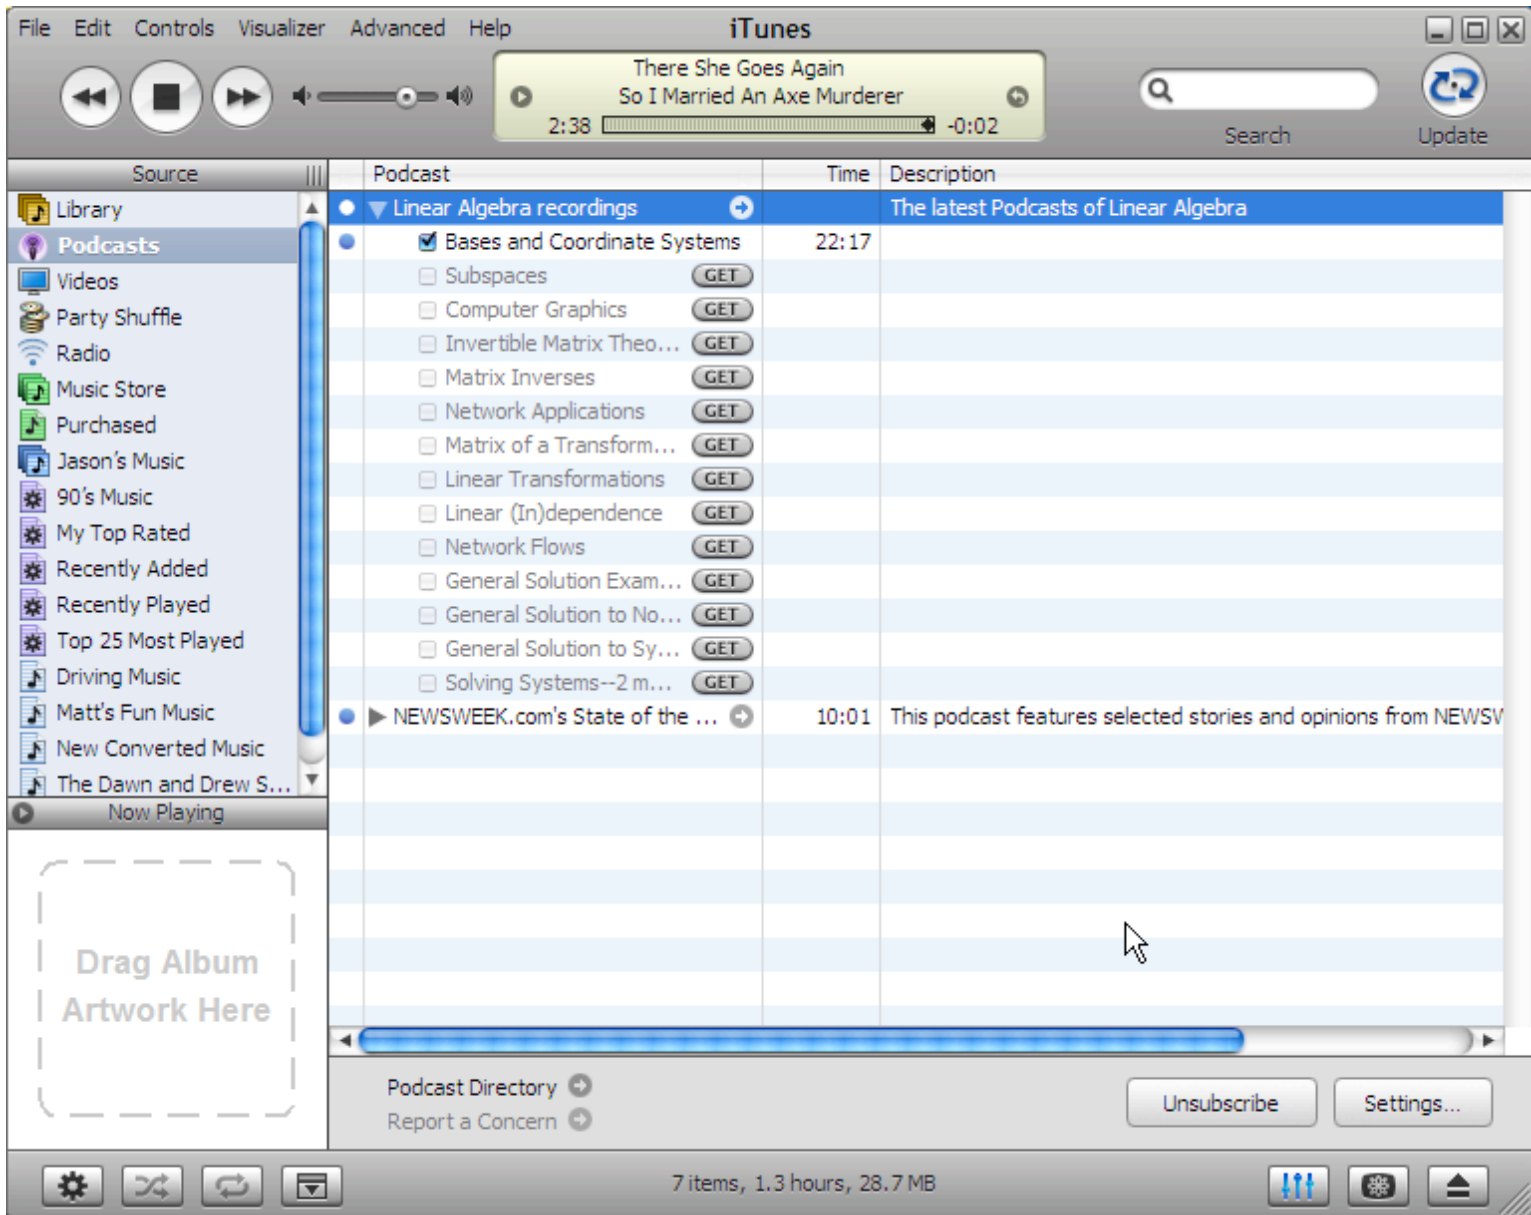 File Edit Controls Visualizer Advanced Help iTunes
There She Goes Again
So I Married An Axe Murderer
2:38 -0:02
Search Update
Source
Library
Podcasts
Videos
Party Shuffle
Radio
Music Store
Purchased
Jason's Music
90's Music
My Top Rated
Recently Added
Recently Played
Top 25 Most Played
Driving Music
Matt's Fun Music
New Converted Music
The Dawn and Drew S...
Now Playing
Drag Album
Artwork Here
Podcast Time Description
Linear Algebra recordings The latest Podcasts of Linear Algebra
Bases and Coordinate Systems 22:17
Subspaces GET
Computer Graphics GET
Invertible Matrix Theo... GET
Matrix Inverses GET
Network Applications GET
Matrix of a Transform... GET
Linear Transformations GET
Linear (In)dependence GET
Network Flows GET
General Solution Exam... GET
General Solution to No... GET
General Solution to Sy... GET
Solving Systems--2 m... GET
NEWSWEEK.com's State of the ... 10:01 This podcast features selected stories and opinions from NEWSW
Podcast Directory
Report a Concern
Unsubscribe Settings...
7 items, 1.3 hours, 28.7 MB